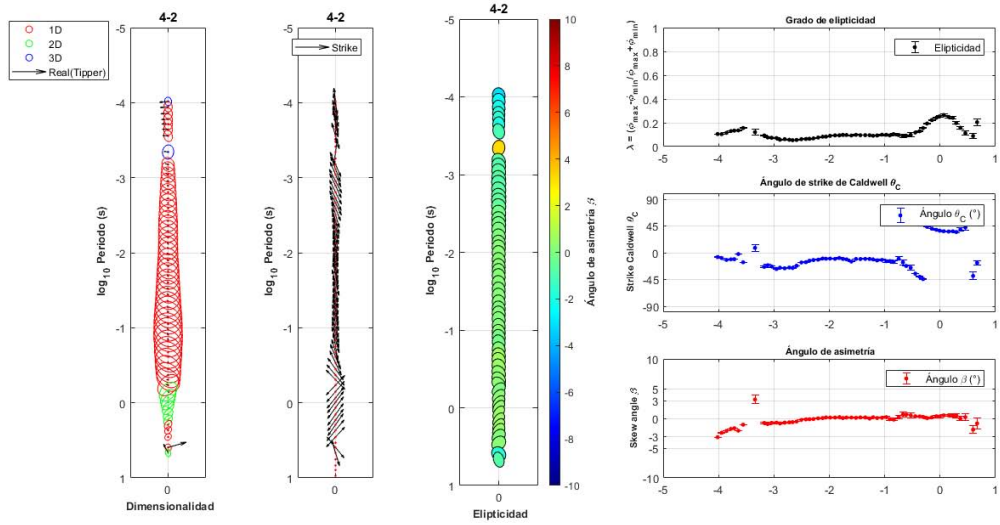 1D
2D
3D
Real(Tipper)
4-2
-5
-4
-3
-2
-1
0
1
log10 Periodo (s)
0
Dimensionalidad
4-2
Strike
-5
-4
-3
-2
-1
0
1
log10 Periodo (s)
0
4-2
-5
-4
-3
-2
-1
0
1
log10 Periodo (s)
0
Elipticidad
10
8
6
4
2
0
-2
-4
-6
-8
-10
Ángulo de asimetría β
Grado de elipticidad
Elipticidad
1
0.8
0.6
0.4
0.2
0
λ = (ϕmax-ϕmin/ϕmax+ϕmin)
-5 -4 -3 -2 -1 0 1
Ángulo de strike de Caldwell θC
Ángulo θC (°)
90
45
0
-45
-90
Strike Caldwell θC
-5 -4 -3 -2 -1 0 1
Ángulo de asimetría
Ángulo β (°)
10
5
3
0
-3
-5
-10
Skew angle β
-5 -4 -3 -2 -1 0 1